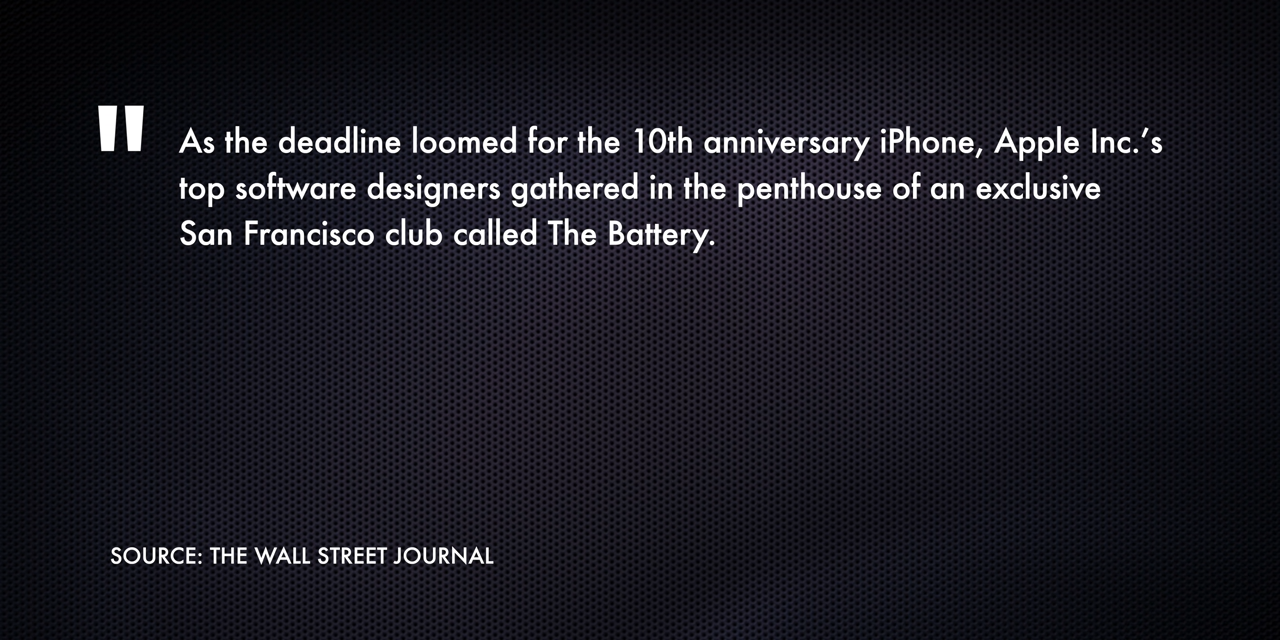 " As the deadline loomed for the 10th anniversary iPhone, Apple Inc.’s
top software designers gathered in the penthouse of an exclusive
San Francisco club called The Battery.
SOURCE: THE WALL STREET JOURNAL